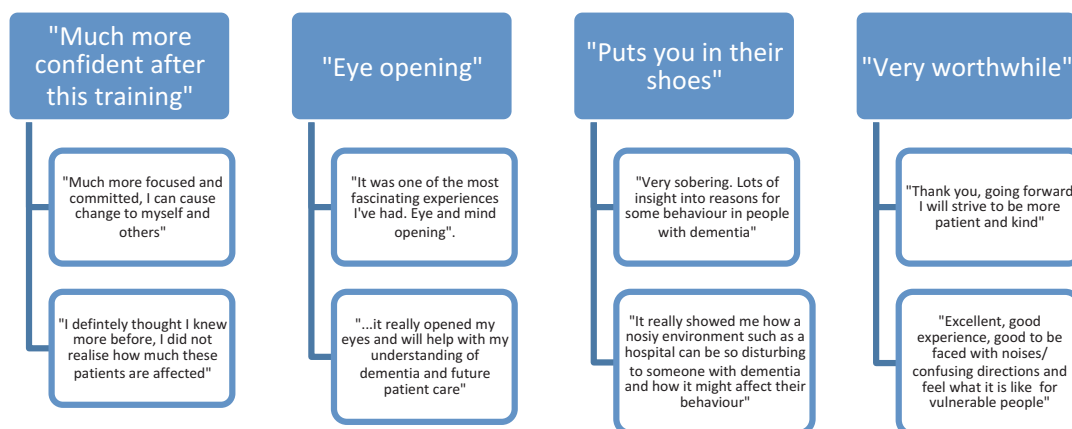 "Much more
confident after
this training"
"Much more focused and
committed, I can cause
change to myself and
others"
"I defintely thought I knew
more before, I did not
realise how much these
patients are affected"
"Eye opening"
"It was one of the most
fascinating experiences
I've had. Eye and mind
opening".
"...it really opened my
eyes and will help with my
understanding of
dementia and future
patient care"
"Puts you in their
shoes"
"Very sobering. Lots of
insight into reasons for
some behaviour in people
with dementia"
"It really showed me how a
nosiy environment such as a
hospital can be so disturbing
to someone with dementia
and how it might affect their
behaviour"
"Very worthwhile"
"Thank you, going forward
I will strive to be more
patient and kind"
"Excellent, good
experience, good to be
faced with noises/
confusing directions and
feel what it is like for
vulnerable people"